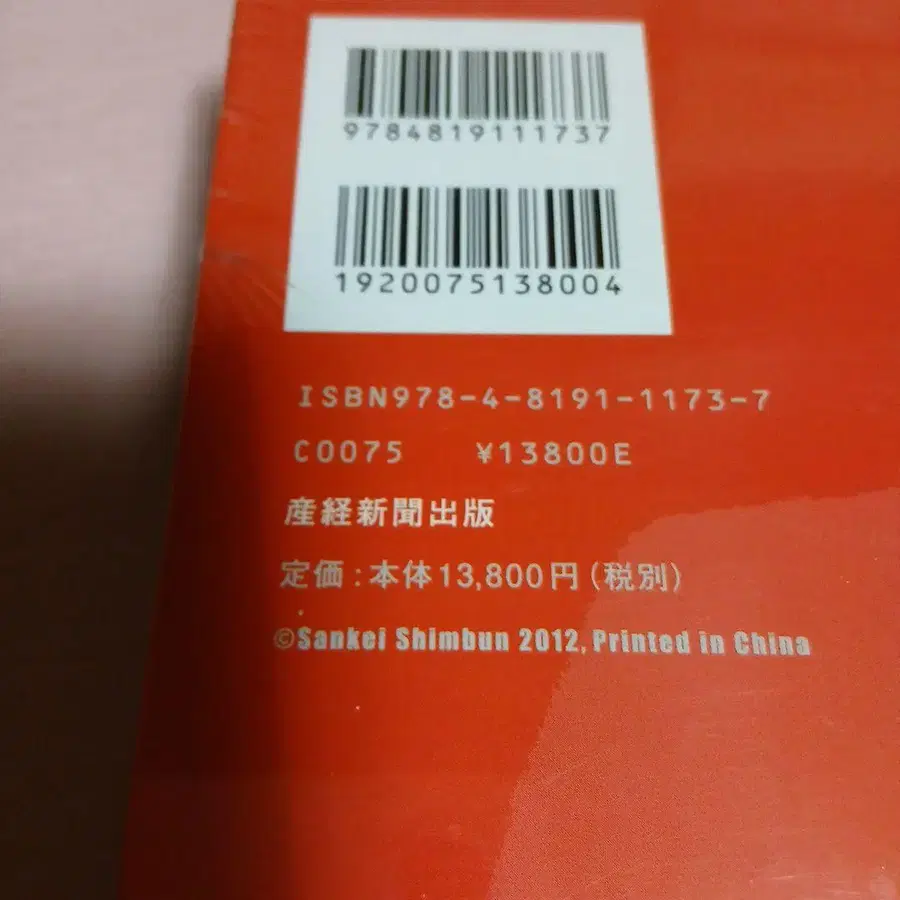 9784819111737
1920075138004
ISBN978-4-8191-1173-7
C0075 ¥13800E
産経新聞出版
定価:本体13,800円(税別)
©Sankei Shimbun 2012, Printed in China